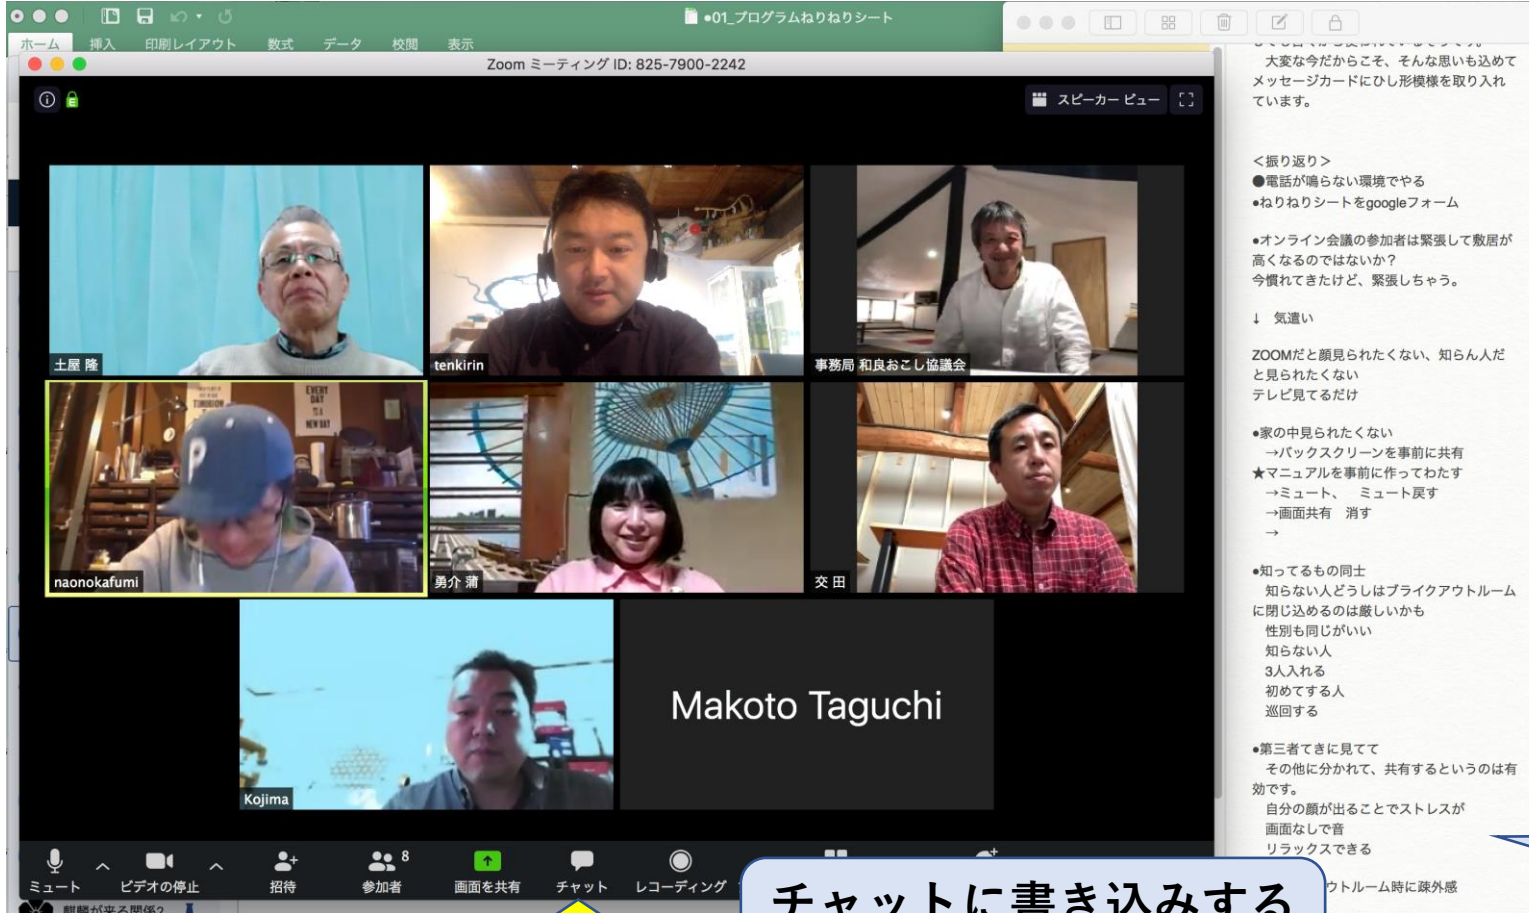 ●01_プログラムねりねりシート
ホーム 挿入 印刷レイアウト 数式 データ 校閲 表示
Zoom ミーティング ID: 825-7900-2242
スピーカー ビュー
土屋 隆
tenkirin
事務局 和良おこし協議会
EVERY
DAY
IS A
NEW DAY
P
naonokafumi
勇介 蒲
交 田
Kojima
Makoto Taguchi
ミュート ビデオの停止 招待 参加者 8 画面を共有 チャット レコーディング
チャットに書き込みする
麒麟が来る関係2
大変な今だからこそ、そんな思いも込めて
メッセージカードにひし形模様を取り入れ
ています。
<振り返り>
●電話が鳴らない環境でやる
●ねりねりシートをgoogleフォーム
●オンライン会議の参加者は緊張して敷居が
高くなるのではないか?
今慣れてきたけど、緊張しちゃう。
↓ 気遣い
ZOOMだと顔見られたくない、知らん人だ
と見られたくない
テレビ見てるだけ
●家の中見られたくない
→バックスクリーンを事前に共有
★マニュアルを事前に作ってわたす
→ミュート、 ミュート戻す
→画面共有 消す
→
●知ってるもの同士
知らない人どうしはブライクアウトルーム
に閉じ込めるのは厳しいかも
性別も同じがいい
知らない人
3人入れる
初めてする人
巡回する
●第三者てきに見てて
その他に分かれて、共有するというのは有
効です。
自分の顔が出ることでストレスが
画面なしで音
リラックスできる
ウトルーム時に疎外感